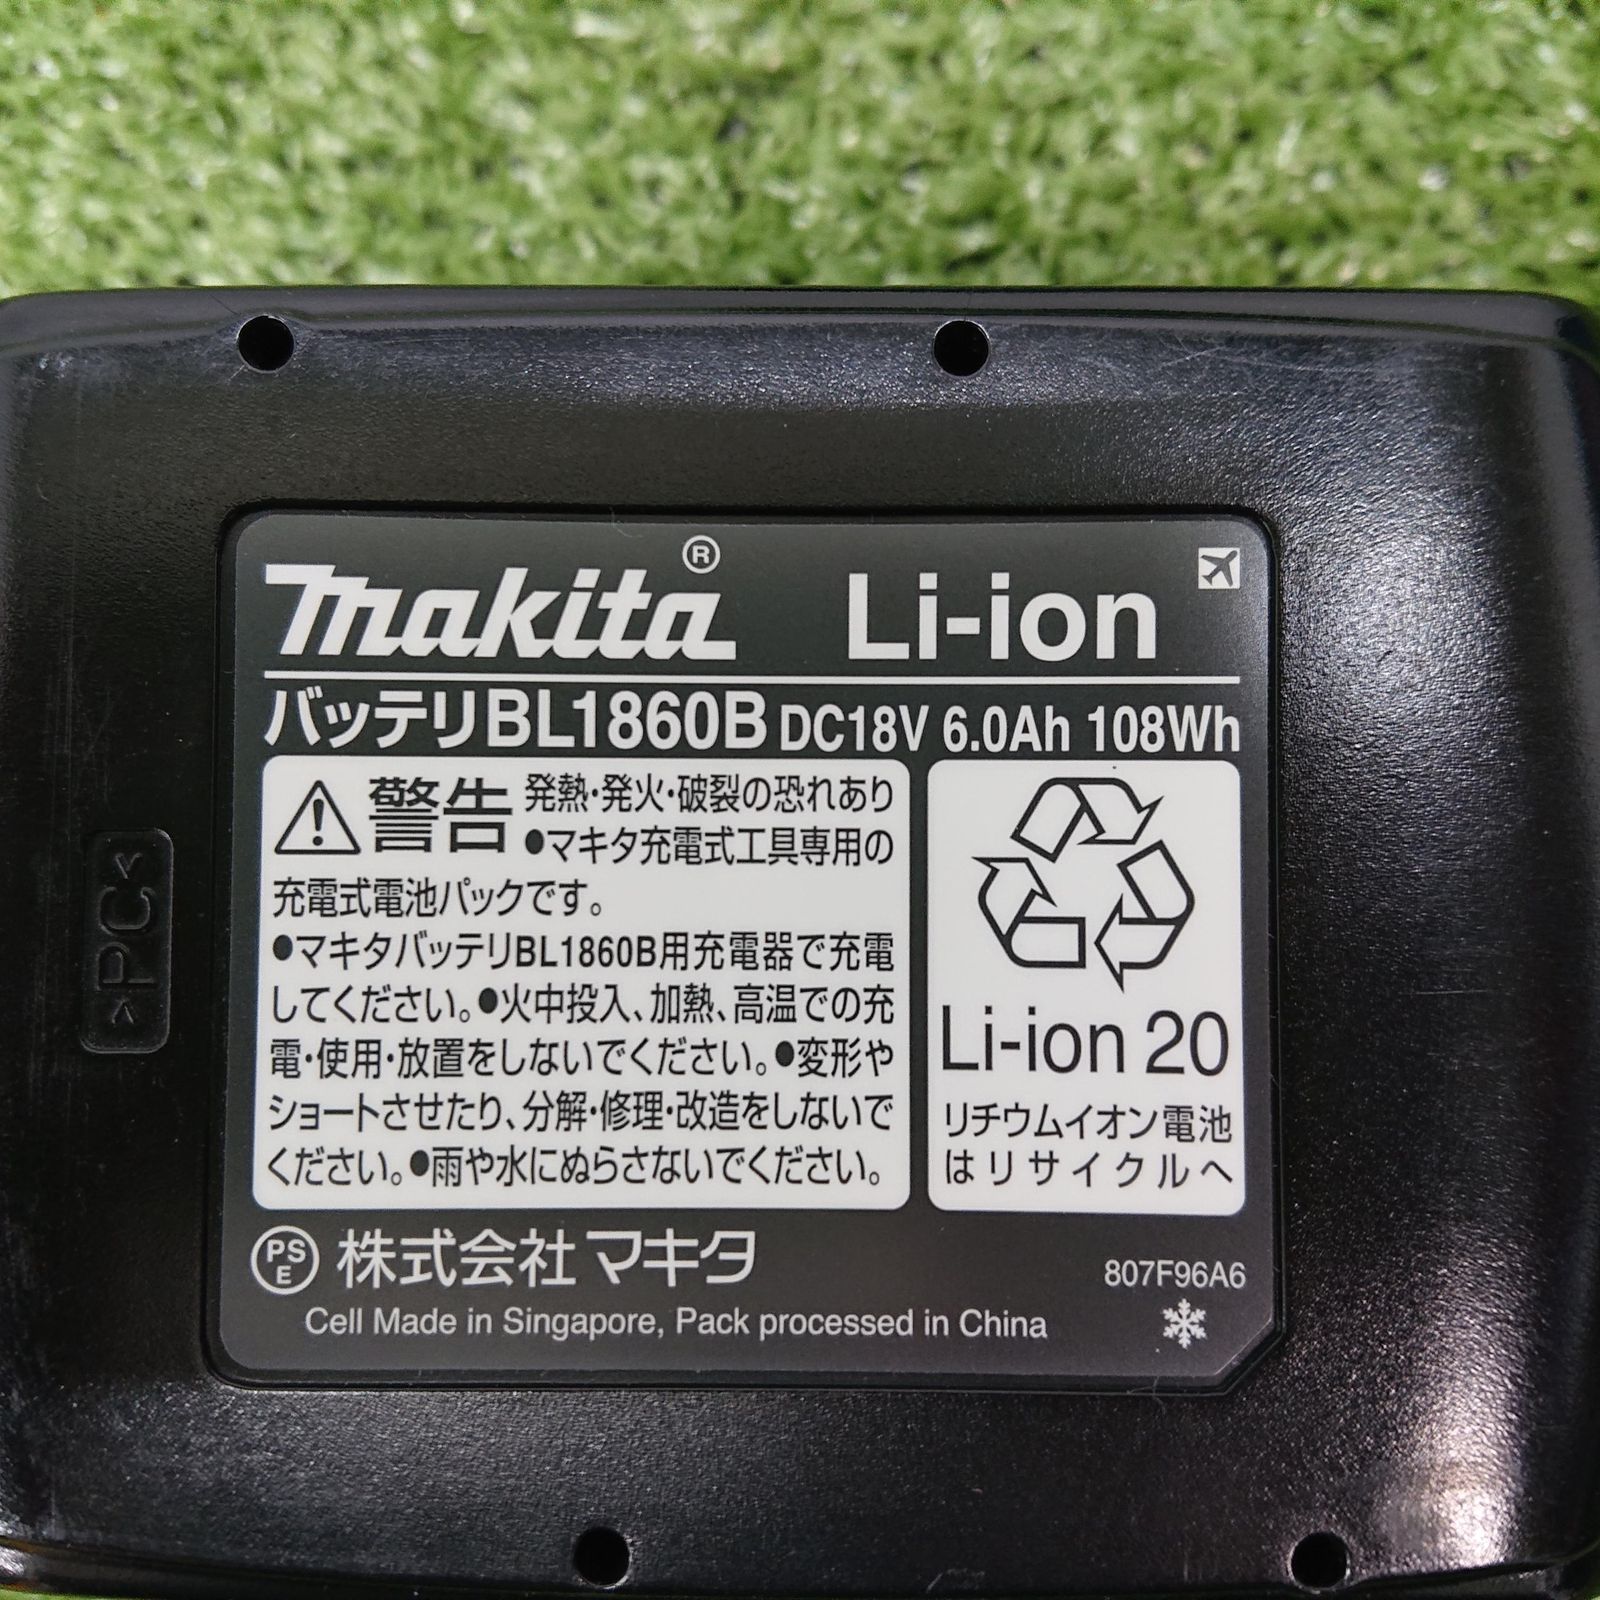 makita® Li-ion
バッテリBL1860B DC18V 6.0Ah 108Wh
警告 発熱・発火・破裂の恐れあり
●マキタ充電式工具専用の
充電式電池パックです。
●マキタバッテリBL1860B用充電器で充電
してください。●火中投入、加熱、高温での充
電・使用・放置をしないでください。●変形や
ショートさせたり、分解・修理・改造をしないで
ください。●雨や水にぬらさないでください。
Li-ion 20
リチウムイオン電池
はリサイクルへ
PS
E
株式会社マキタ
807F96A6
Cell Made in Singapore, Pack processed in China
>PC<